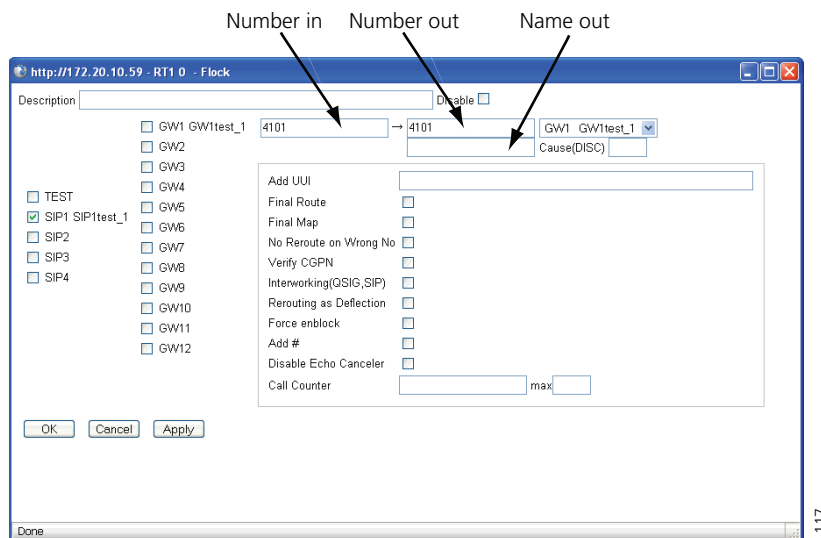 Number in Number out Name out
http://172.20.10.59 - RT1 0 - Flock
Description Disable
GW1 GW1test_1 4101 → 4101 GW1 GW1test_1
GW2 Cause(DISC)
GW3
GW4
GW5
GW6
GW7
GW8
GW9
GW10
GW11
GW12
TEST
SIP1 SIP1test_1
SIP2
SIP3
SIP4
Add UUI
Final Route
Final Map
No Reroute on Wrong No
Verify CGPN
Interworking(QSIG,SIP)
Rerouting as Deflection
Force enblock
Add #
Disable Echo Canceler
Call Counter max
OK Cancel Apply
Done
117